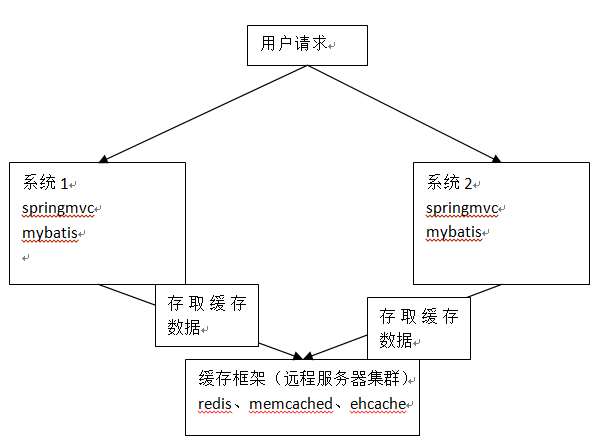 用户请求
系统1
springmvc
mybatis
系统2
springmvc
mybatis
存取缓存
数据
存取缓存
数据
缓存框架（远程服务器集群）
redis、memcached、ehcache